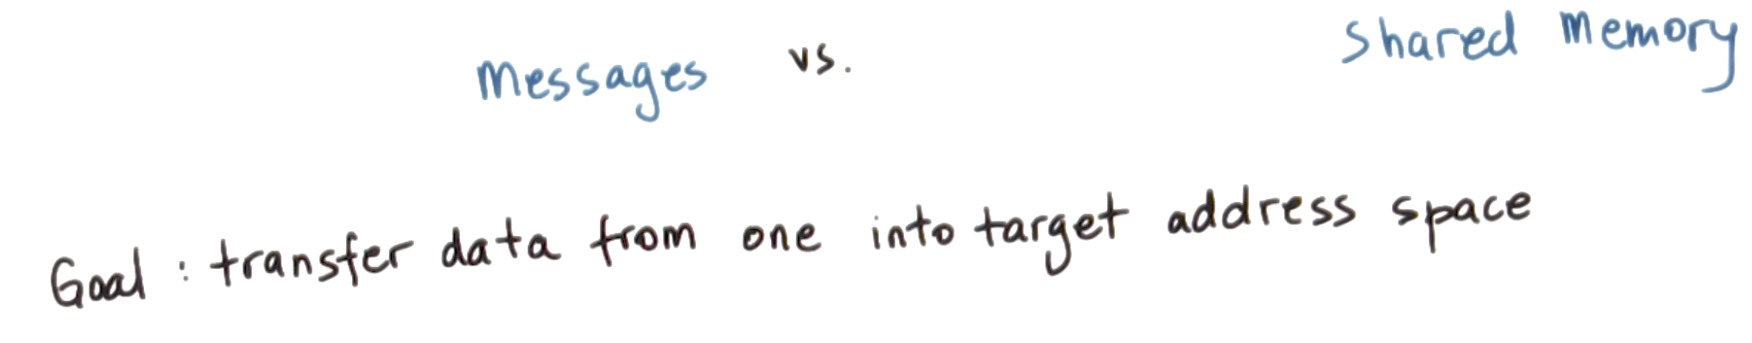 Messages vs. Shared Memory
Goal : transfer data from one into target address space